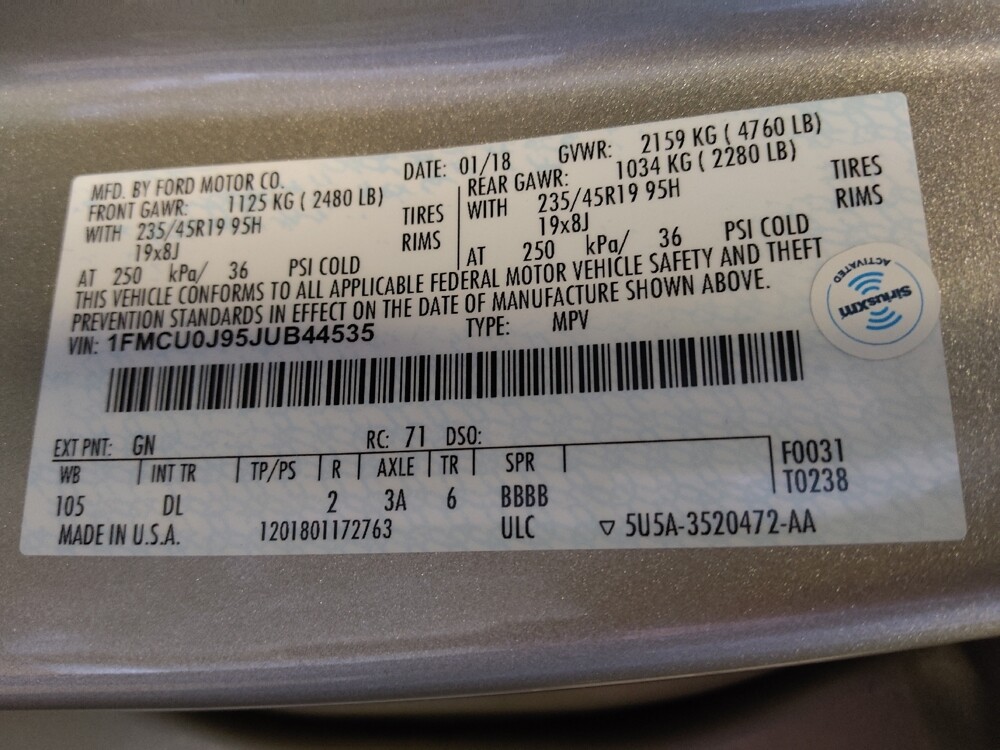 MFD. BY FORD MOTOR CO.
DATE: 01/18 GVWR: 2159 KG ( 4760 LB)
FRONT GAWR: 1125 KG ( 2480 LB)
WITH 235/45R19 95H TIRES
19x8J RIMS
AT 250 kPa/ 36 PSI COLD
REAR GAWR: 1034 KG ( 2280 LB)
WITH 235/45R19 95H TIRES
19x8J RIMS
AT 250 kPa/ 36 PSI COLD
THIS VEHICLE CONFORMS TO ALL APPLICABLE FEDERAL MOTOR VEHICLE SAFETY AND THEFT
PREVENTION STANDARDS IN EFFECT ON THE DATE OF MANUFACTURE SHOWN ABOVE.
VIN: 1FMCU0J95JUB44535 TYPE: MPV
SiriusXM
ACTIVATED
EXT PNT: GN RC: 71 DSO:
WB INT TR TP/PS R AXLE TR SPR F0031
105 DL 2 3A 6 BBBB T0238
MADE IN U.S.A. 1201801172763 ULC ▽ 5U5A-3520472-AA